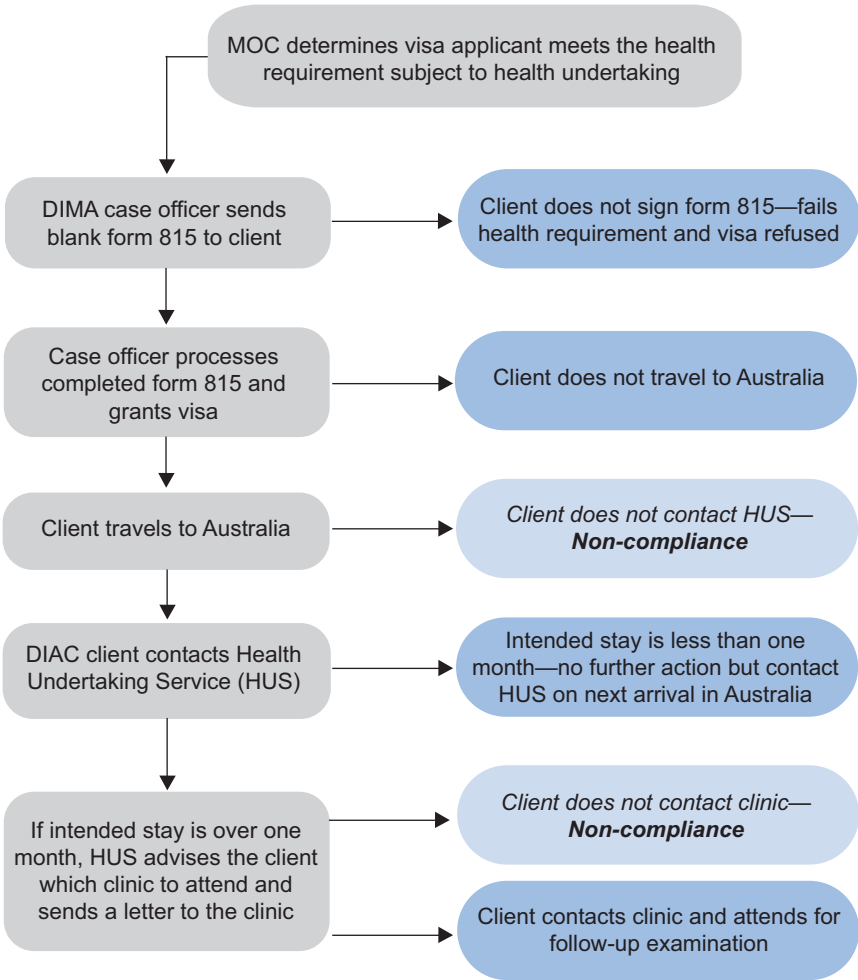 MOC determines visa applicant meets the health
requirement subject to health undertaking
DIMA case officer sends
blank form 815 to client
Client does not sign form 815—fails
health requirement and visa refused
Case officer processes
completed form 815 and
grants visa
Client does not travel to Australia
Client travels to Australia
Client does not contact HUS—
Non-compliance
DIAC client contacts Health
Undertaking Service (HUS)
Intended stay is less than one
month—no further action but contact
HUS on next arrival in Australia
If intended stay is over one
month, HUS advises the client
which clinic to attend and
sends a letter to the clinic
Client does not contact clinic—
Non-compliance
Client contacts clinic and attends for
follow-up examination